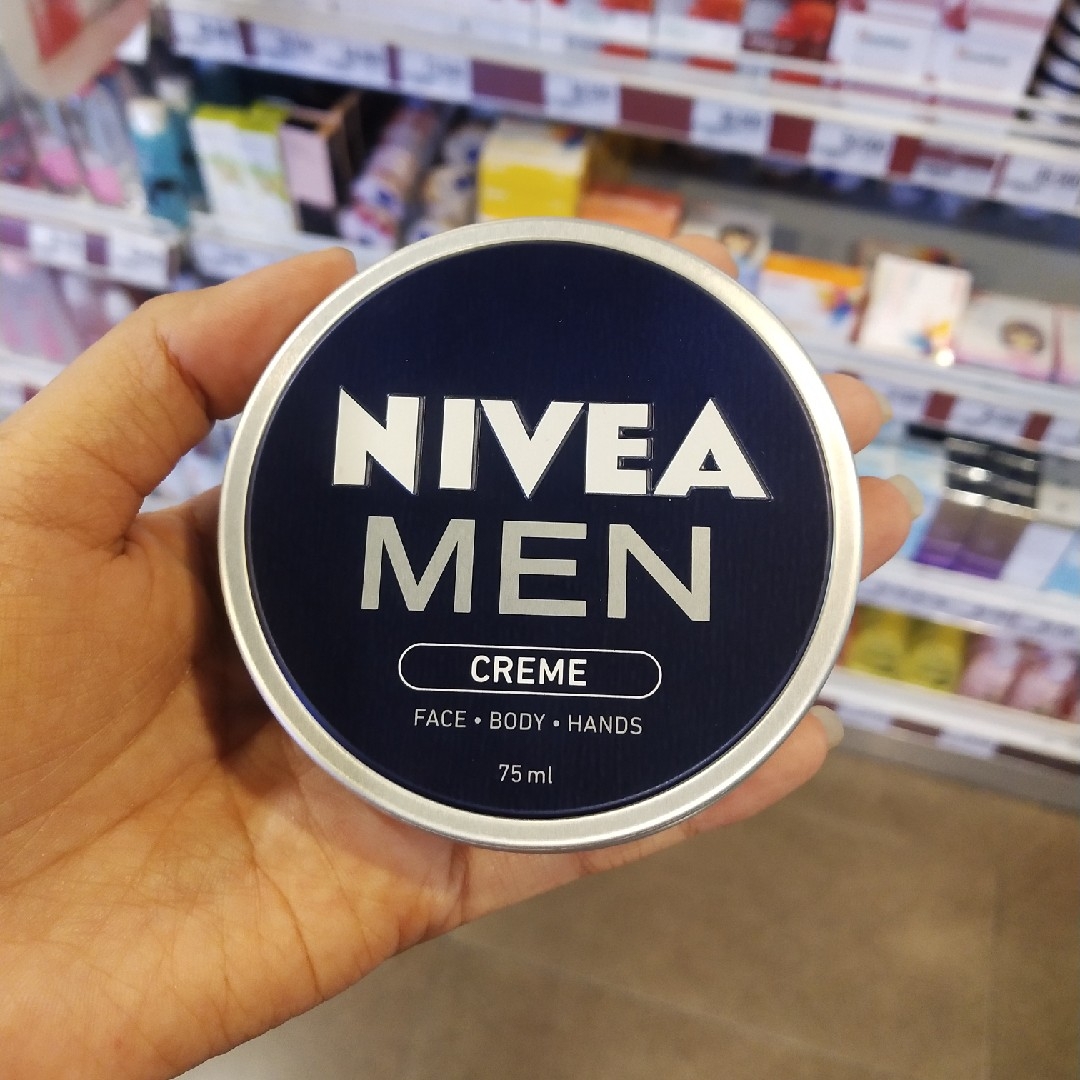 NIVEA
MEN
CREME
FACE • BODY • HANDS
75 ml